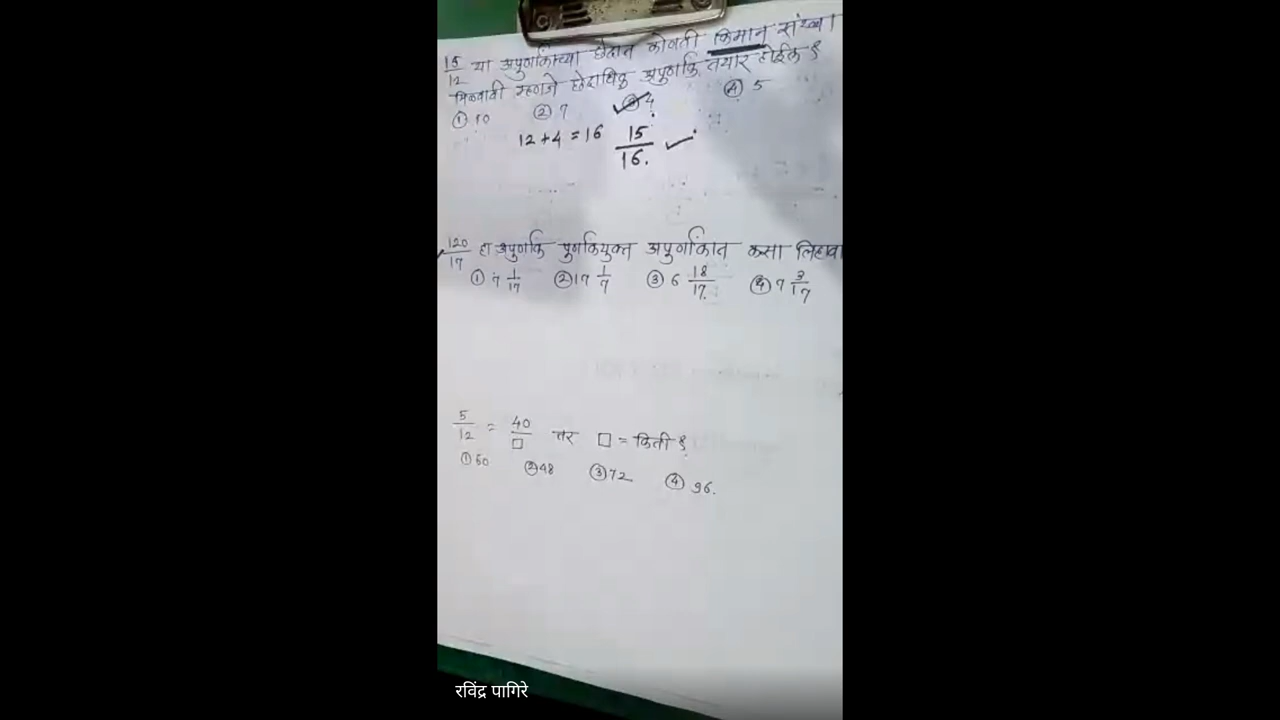 15/12 या अपुर्णांकाच्या छेदात कोणती किमान संख्या
मिळवावी म्हणजे छेदाधिक अपुर्णांक तयार होईल ?
① 10 ② 7 ③ 4 ④ 5
12 + 4 = 16 15/16.
120/17 हा अपुर्णांक पुर्णांकयुक्त अपुर्णांकात कसा लिहावा
① 7 1/17 ② 17 1/7 ③ 6 18/17. ④ 7 3/17
5/12 = 40/□ तर □ = किती ?
① 60 ② 48 ③ 72 ④ 96.
रविंद्र पागिरे